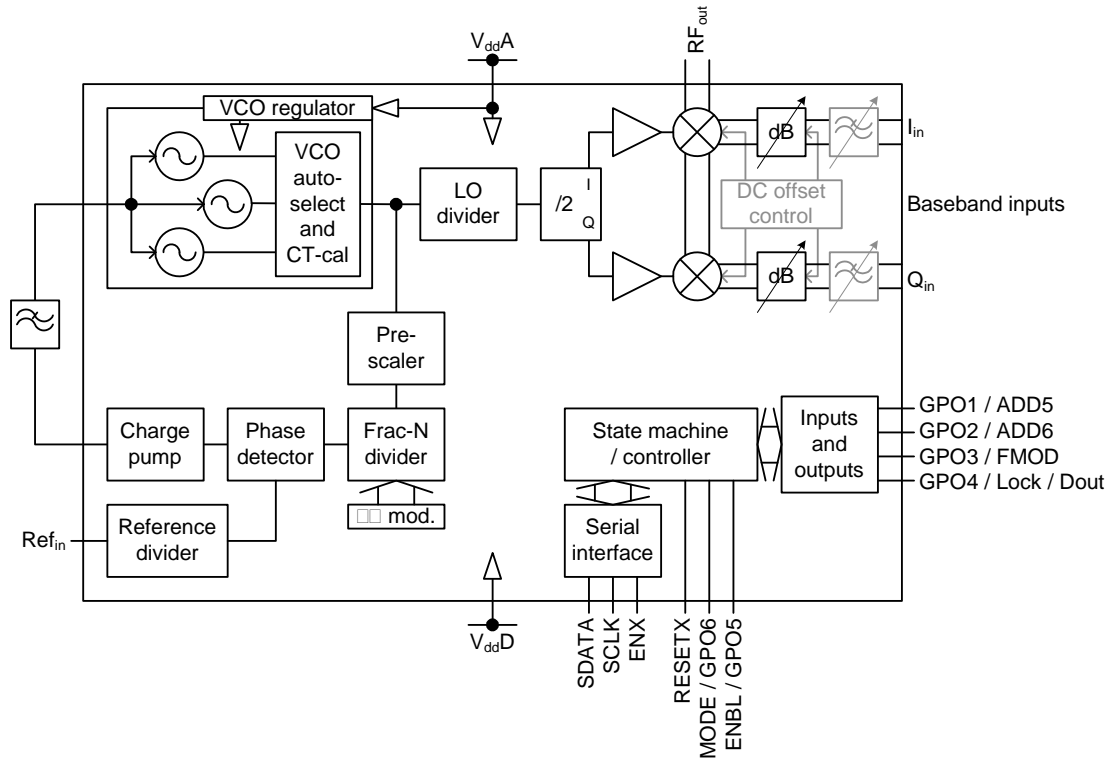 VddA
RFout
VCO regulator
VCO
auto-
select
and
CT-cal
LO
divider
/2
I
Q
dB
Iin
DC offset
control
Baseband inputs
dB
Qin
Pre-
scaler
Charge
pump
Phase
detector
Frac-N
divider
State machine
/ controller
Inputs
and
outputs
GPO1 / ADD5
GPO2 / ADD6
GPO3 / FMOD
GPO4 / Lock / Dout
□□ mod.
Refin
Reference
divider
Serial
interface
VddD
SDATA
SCLK
ENX
RESETX
MODE / GPO6
ENBL / GPO5